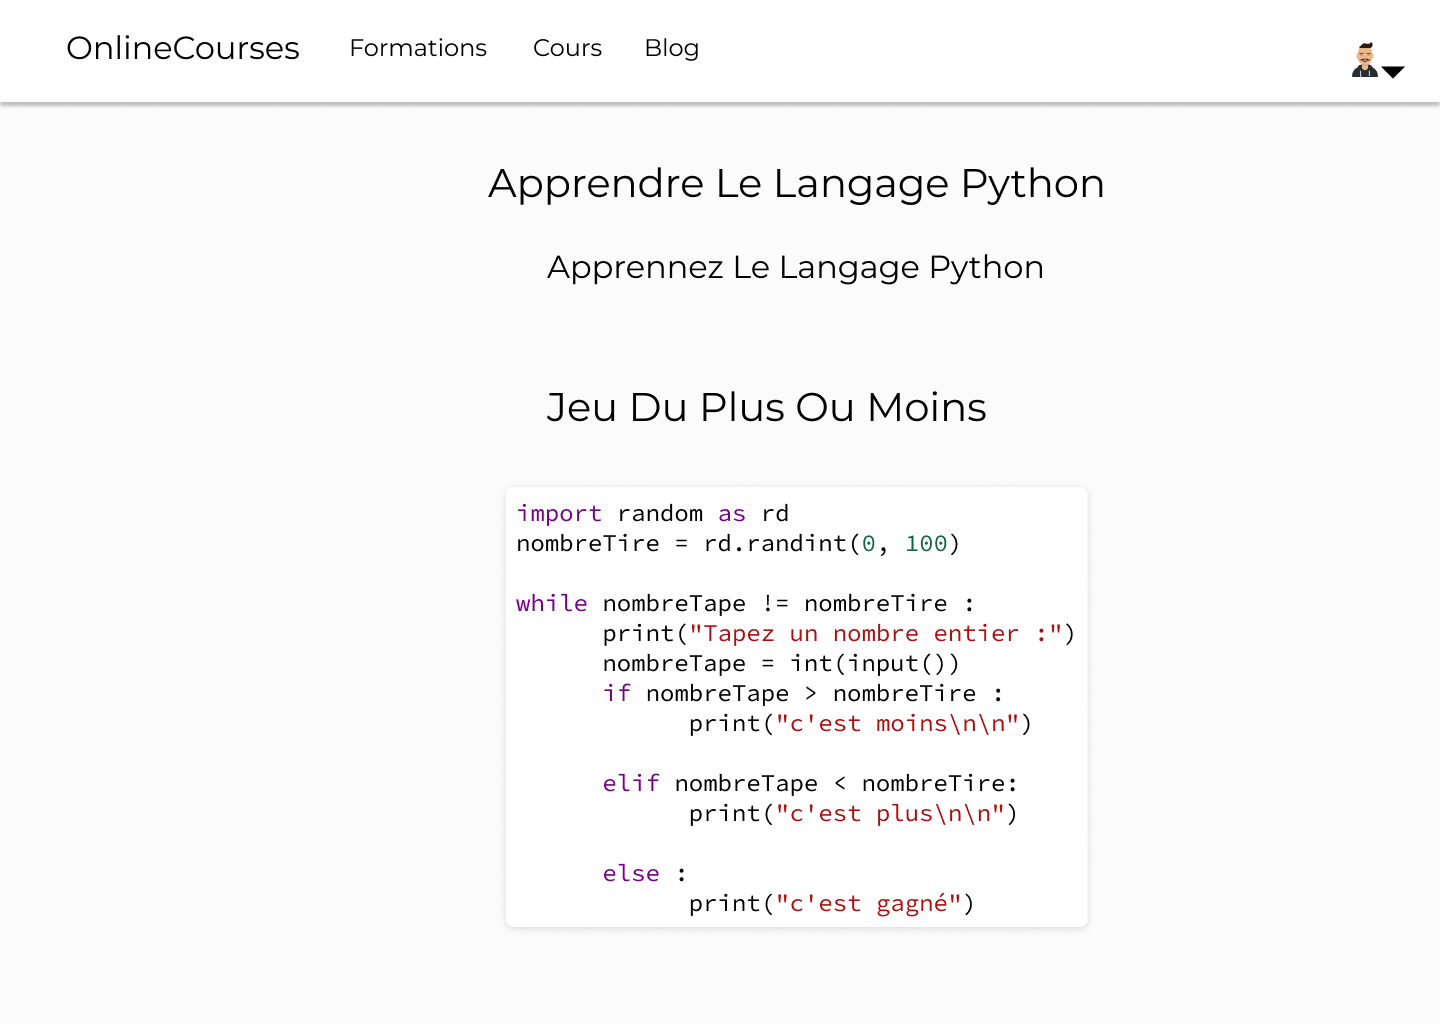 OnlineCourses Formations Cours Blog
Apprendre Le Langage Python
Apprennez Le Langage Python
Jeu Du Plus Ou Moins
import random as rd
nombreTire = rd.randint(0, 100)
while nombreTape != nombreTire :
print("Tapez un nombre entier :")
nombreTape = int(input())
if nombreTape > nombreTire :
print("c'est moins\n\n")
elif nombreTape < nombreTire:
print("c'est plus\n\n")
else :
print("c'est gagné")